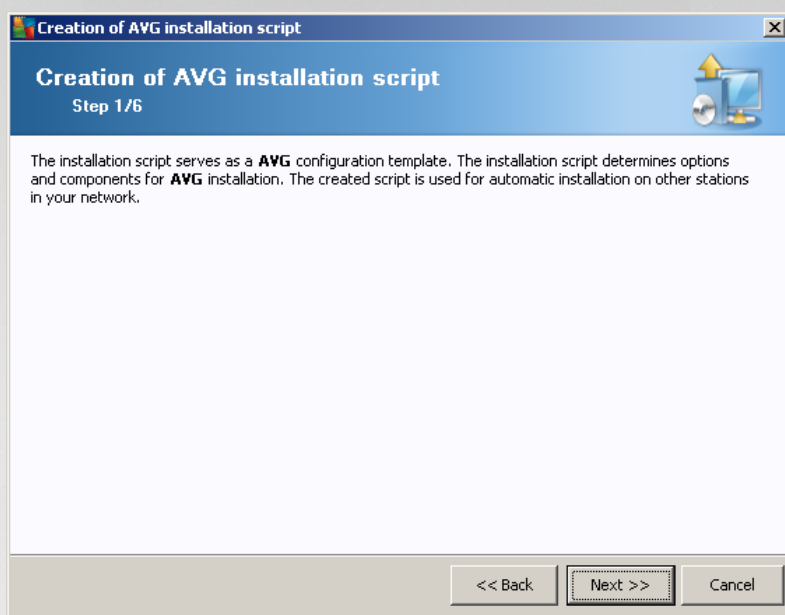 Creation of AVG installation script
Creation of AVG installation script
Step 1/6
The installation script serves as a AVG configuration template. The installation script determines options
and components for AVG installation. The created script is used for automatic installation on other stations
in your network.
<< Back Next >> Cancel